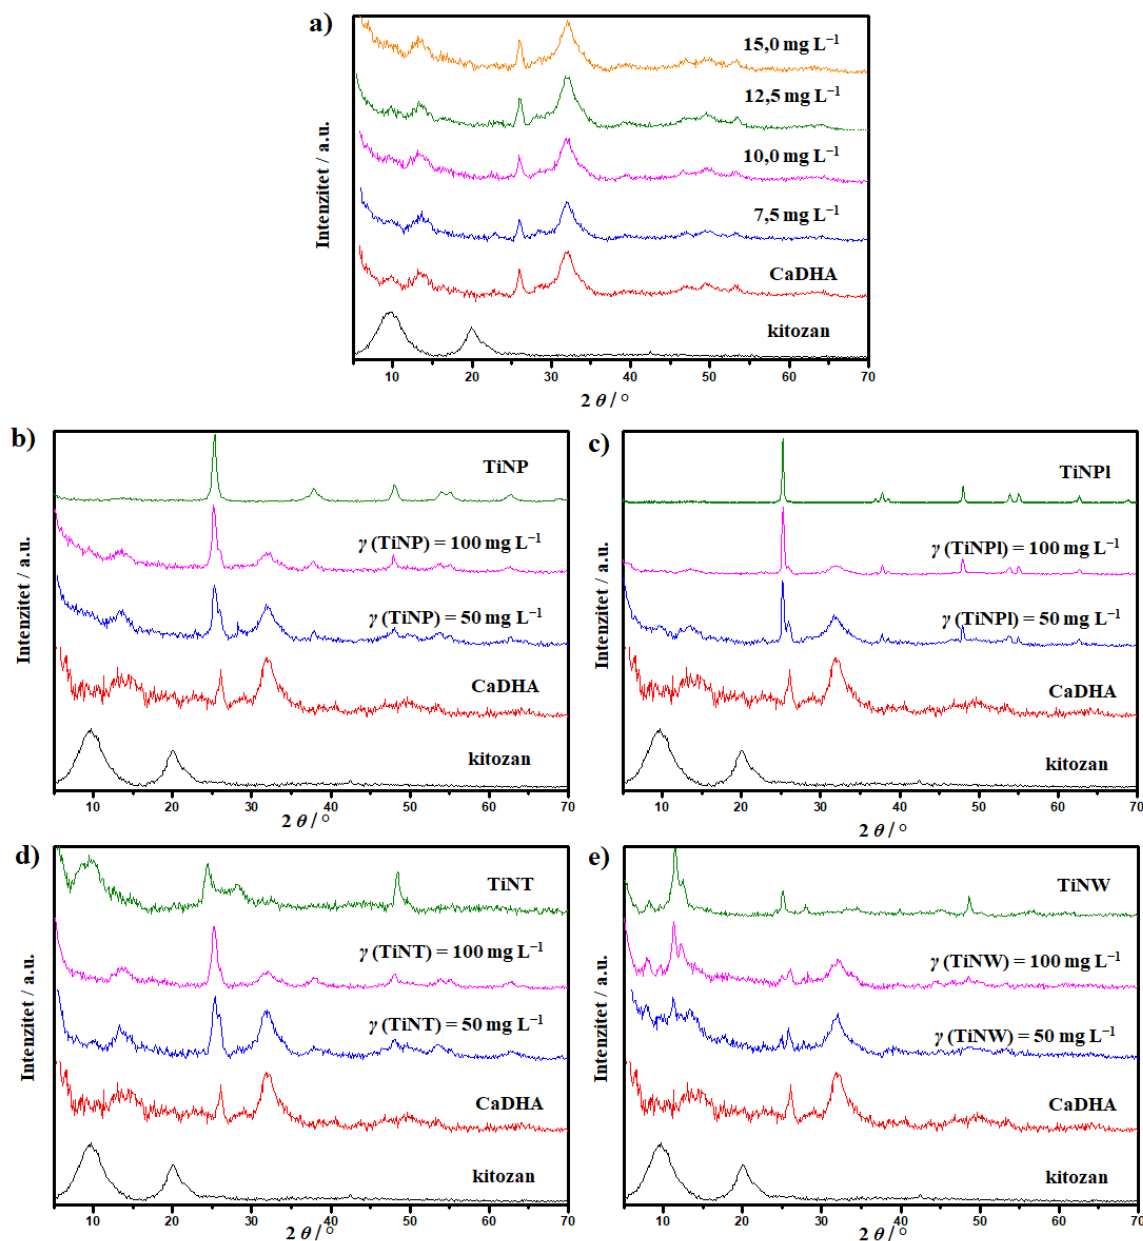 a)
15,0 mg L⁻¹
12,5 mg L⁻¹
10,0 mg L⁻¹
7,5 mg L⁻¹
CaDHA
kitozan
Intenzitet / a.u.
10 20 30 40 50 60 70
2 θ / °
b)
TiNP
γ (TiNP) = 100 mg L⁻¹
γ (TiNP) = 50 mg L⁻¹
CaDHA
kitozan
Intenzitet / a.u.
10 20 30 40 50 60 70
2 θ / °
c)
TiNPl
γ (TiNPl) = 100 mg L⁻¹
γ (TiNPl) = 50 mg L⁻¹
CaDHA
kitozan
Intenzitet / a.u.
10 20 30 40 50 60 70
2 θ / °
d)
TiNT
γ (TiNT) = 100 mg L⁻¹
γ (TiNT) = 50 mg L⁻¹
CaDHA
kitozan
Intenzitet / a.u.
10 20 30 40 50 60 70
2 θ / °
e)
TiNW
γ (TiNW) = 100 mg L⁻¹
γ (TiNW) = 50 mg L⁻¹
CaDHA
kitozan
Intenzitet / a.u.
10 20 30 40 50 60 70
2 θ / °